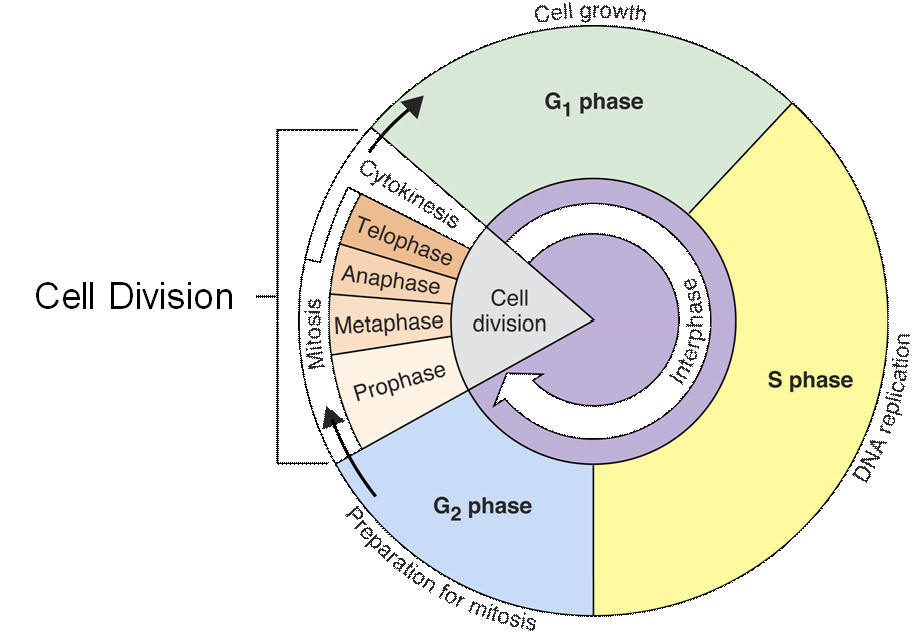 Cell growth
G₁ phase
Cytokinesis
Telophase
Anaphase
Metaphase
Prophase
Mitosis
Cell Division
Cell
division
Interphase
S phase
DNA replication
G₂ phase
Preparation for mitosis